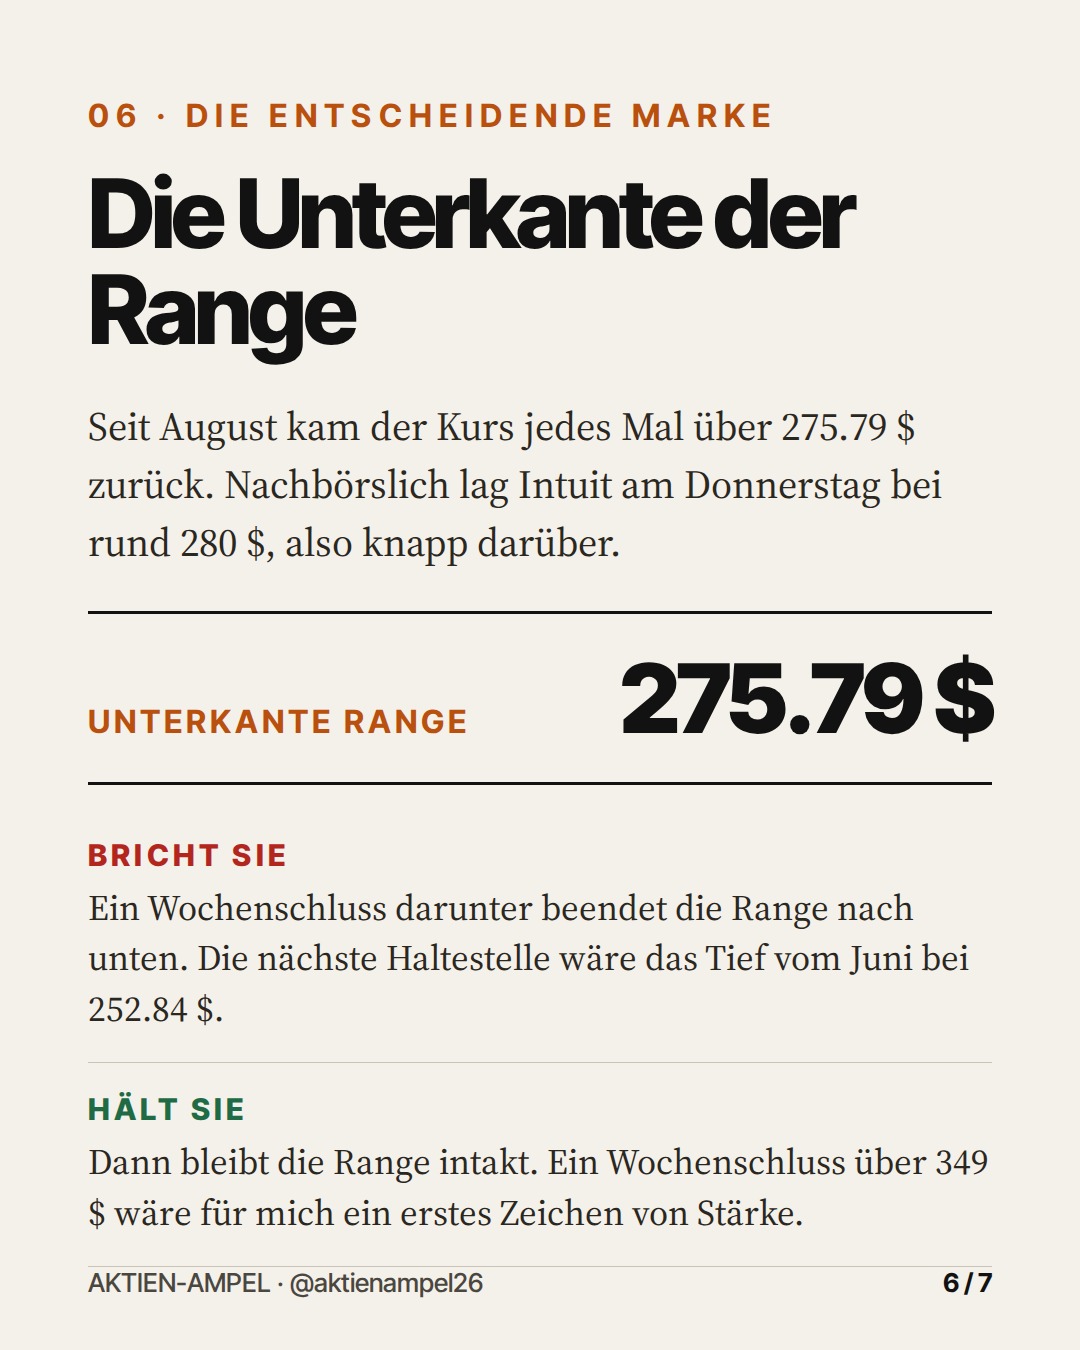 06 · DIE ENTSCHEIDENDE MARKE
Die Unterkante der
Range
Seit August kam der Kurs jedes Mal über 275.79 $
zurück. Nachbörslich lag Intuit am Donnerstag bei
rund 280 $, also knapp darüber.
UNTERKANTE RANGE 275.79 $
BRICHT SIE
Ein Wochenschluss darunter beendet die Range nach
unten. Die nächste Haltestelle wäre das Tief vom Juni bei
252.84 $.
HÄLT SIE
Dann bleibt die Range intakt. Ein Wochenschluss über 349
$ wäre für mich ein erstes Zeichen von Stärke.
AKTIEN-AMPEL · @aktienampel26 6 / 7